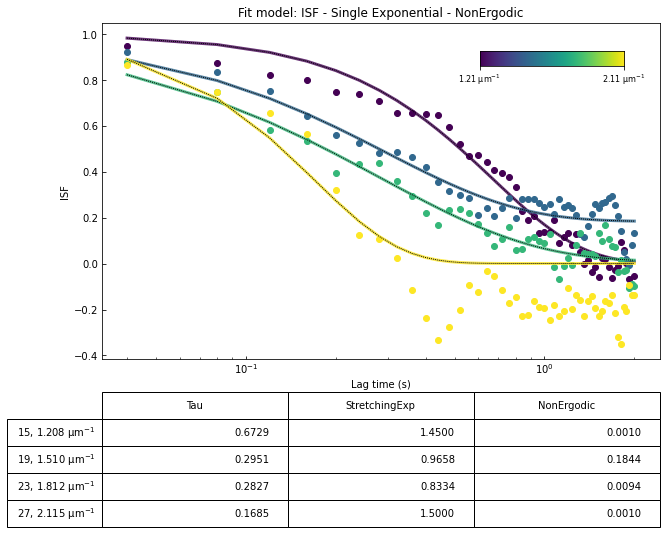 Fit model: ISF - Single Exponential - NonErgodic
1.0
0.8
0.6
0.4
0.2
0.0
−0.2
−0.4
ISF
1.21 μm⁻¹ 2.11 μm⁻¹
10⁻¹ 10⁰
Lag time (s)
Tau StretchingExp NonErgodic
15, 1.208 μm⁻¹ 0.6729 1.4500 0.0010
19, 1.510 μm⁻¹ 0.2951 0.9658 0.1844
23, 1.812 μm⁻¹ 0.2827 0.8334 0.0094
27, 2.115 μm⁻¹ 0.1685 1.5000 0.0010